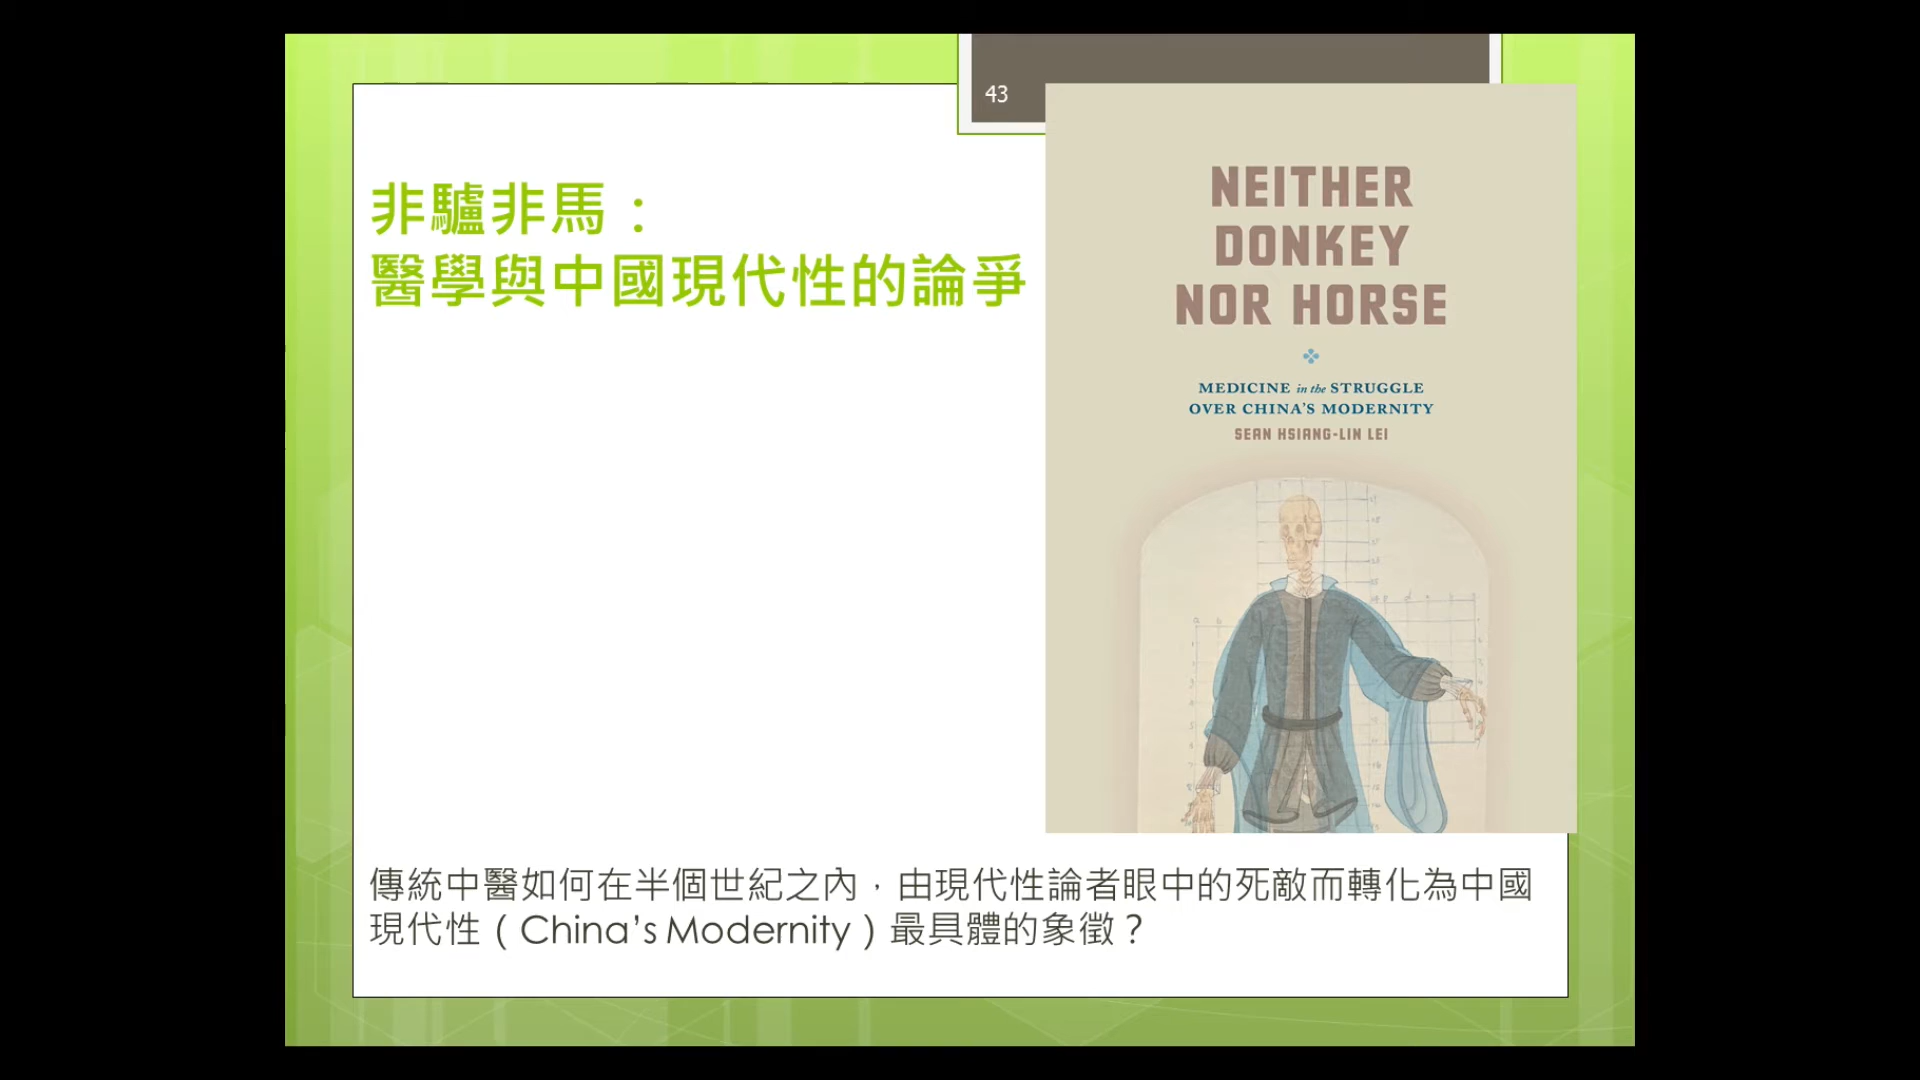 43
非驢非馬：
醫學與中國現代性的論爭
NEITHER
DONKEY
NOR HORSE
MEDICINE in the STRUGGLE
OVER CHINA'S MODERNITY
SEAN HSIANG-LIN LEI
傳統中醫如何在半個世紀之內，由現代性論者眼中的死敵而轉化為中國
現代性（China’s Modernity）最具體的象徵？